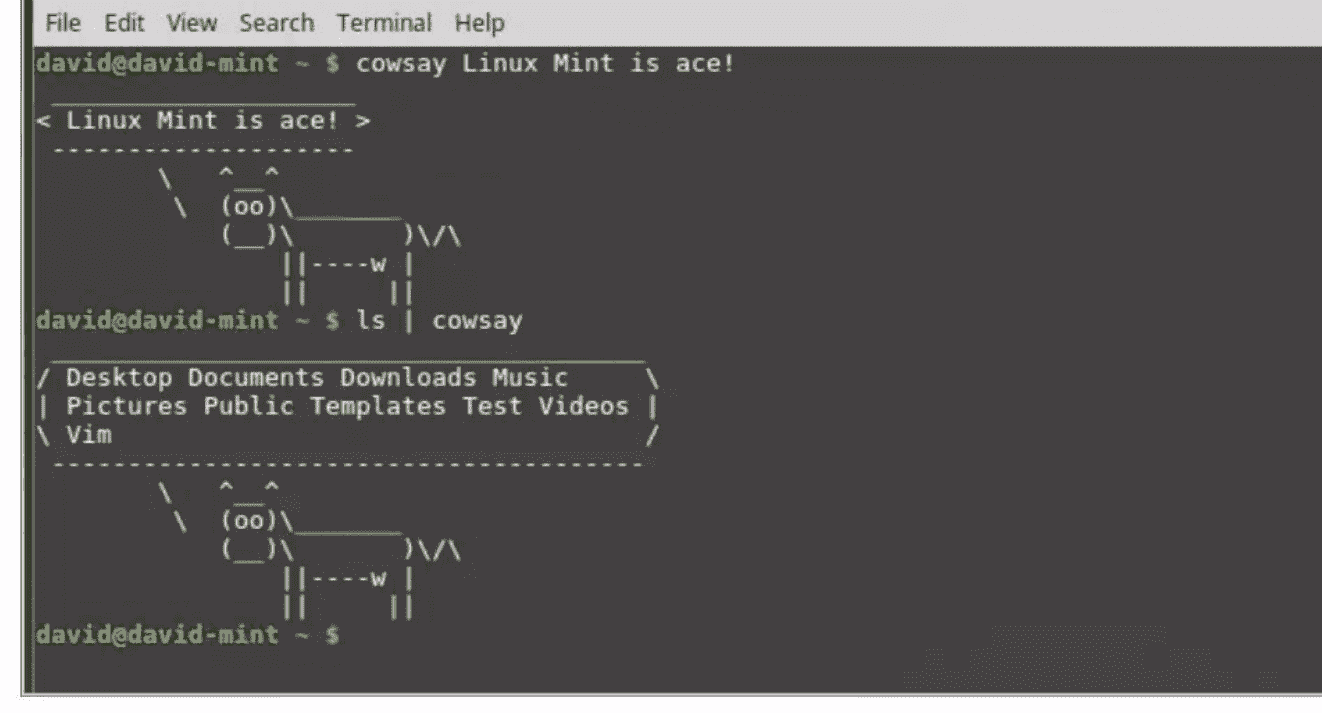 File Edit View Search Terminal Help
david@david-mint ~ $ cowsay Linux Mint is ace!
 ____________________
< Linux Mint is ace! >
 --------------------
        \   ^__^
         \  (oo)\_______
            (__)\       )\/\
                ||----w |
                ||     ||
david@david-mint ~ $ ls | cowsay
 _______________________________________
/ Desktop Documents Downloads Music     \
| Pictures Public Templates Test Videos |
\ Vim                                   /
 ---------------------------------------
        \   ^__^
         \  (oo)\_______
            (__)\       )\/\
                ||----w |
                ||     ||
david@david-mint ~ $